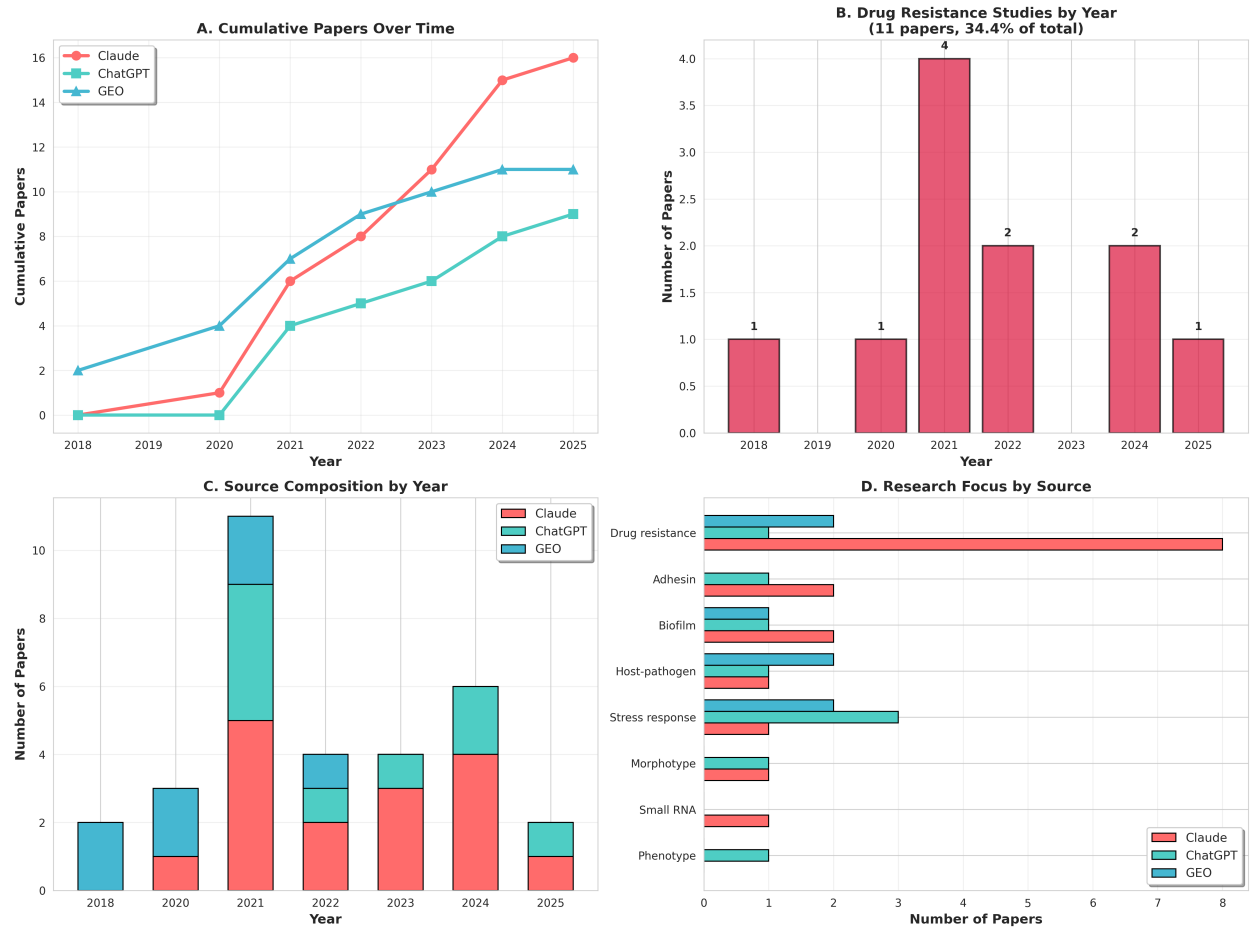 A. Cumulative Papers Over Time
Claude
ChatGPT
GEO
16
14
12
10
8
6
4
2
0
Cumulative Papers
2018 2019 2020 2021 2022 2023 2024 2025
Year
B. Drug Resistance Studies by Year
(11 papers, 34.4% of total)
4.0
3.5
3.0
2.5
2.0
1.5
1.0
0.5
0.0
Number of Papers
1 1 4 2 2 1
2018 2019 2020 2021 2022 2023 2024 2025
Year
C. Source Composition by Year
Claude
ChatGPT
GEO
10
8
6
4
2
0
Number of Papers
2018 2020 2021 2022 2023 2024 2025
Year
D. Research Focus by Source
Drug resistance
Adhesin
Biofilm
Host-pathogen
Stress response
Morphotype
Small RNA
Phenotype
Claude
ChatGPT
GEO
0 1 2 3 4 5 6 7 8
Number of Papers